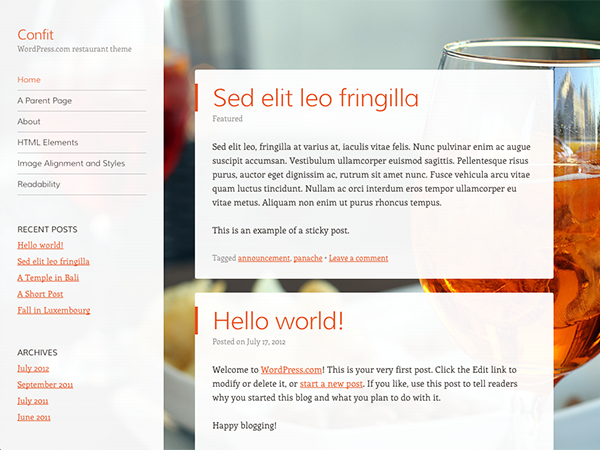 Confit
WordPress.com restaurant theme
Home
A Parent Page
About
HTML Elements
Image Alignment and Styles
Readability
RECENT POSTS
Hello world!
Sed elit leo fringilla
A Temple in Bali
A Short Post
Fall in Luxembourg
ARCHIVES
July 2012
September 2011
July 2011
June 2011
Sed elit leo fringilla
Featured
Sed elit leo, fringilla at varius at, iaculis vitae felis. Nunc pulvinar enim ac augue
suscipit accumsan. Vestibulum ullamcorper euismod sagittis. Pellentesque risus
purus, auctor eget dignissim ac, rutrum sit amet nunc. Fusce vehicula arcu vitae
quam luctus tincidunt. Nullam ac orci interdum eros tempor ullamcorper eu
vitae metus. Aliquam non enim ut purus rhoncus tempus.
This is an example of a sticky post.
Tagged announcement, panache • Leave a comment
Hello world!
Posted on July 17, 2012
Welcome to WordPress.com! This is your very first post. Click the Edit link to
modify or delete it, or start a new post. If you like, use this post to tell readers
why you started this blog and what you plan to do with it.
Happy blogging!